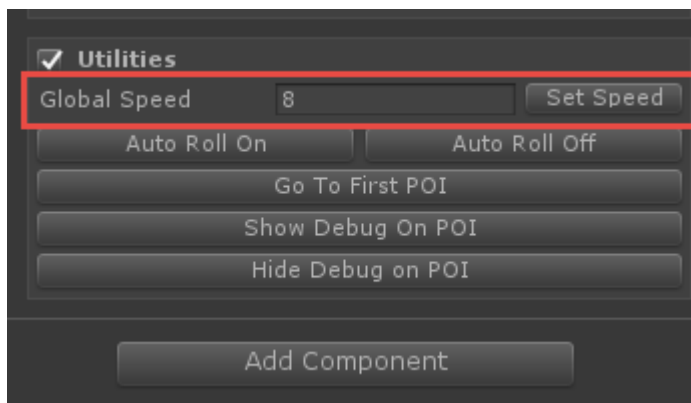 Utilities
Global Speed 8 Set Speed
Auto Roll On Auto Roll Off
Go To First POI
Show Debug On POI
Hide Debug on POI
Add Component